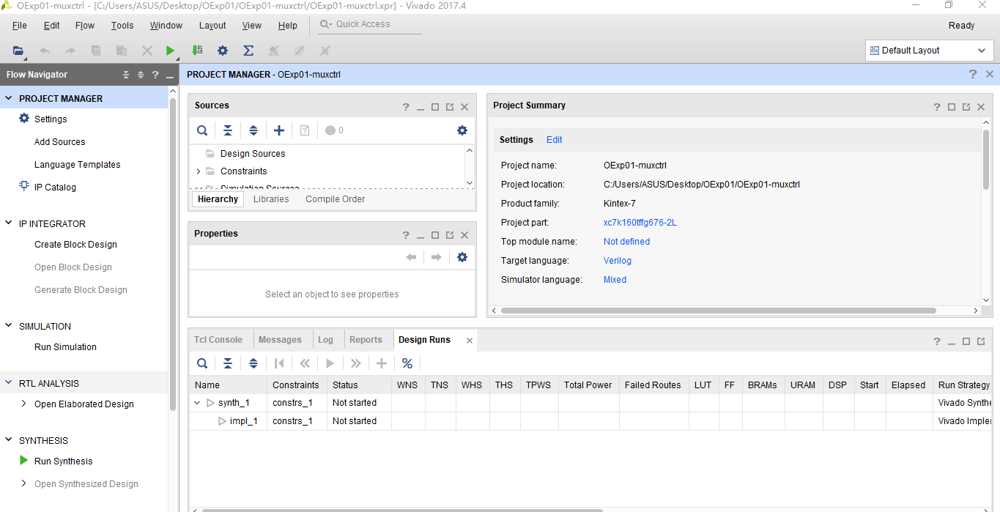 OExp01-muxctrl - [C:/Users/ASUS/Desktop/OExp01/OExp01-muxctrl/OExp01-muxctrl.xpr] - Vivado 2017.4
File Edit Flow Tools Window Layout View Help Quick Access Ready
Default Layout
Flow Navigator
PROJECT MANAGER
Settings
Add Sources
Language Templates
IP Catalog
IP INTEGRATOR
Create Block Design
Open Block Design
Generate Block Design
SIMULATION
Run Simulation
RTL ANALYSIS
Open Elaborated Design
SYNTHESIS
Run Synthesis
Open Synthesized Design
PROJECT MANAGER - OExp01-muxctrl
Sources
0
Design Sources
Constraints
Simulation Sources
Hierarchy Libraries Compile Order
Properties
Select an object to see properties
Project Summary
Settings Edit
Project name: OExp01-muxctrl
Project location: C:/Users/ASUS/Desktop/OExp01/OExp01-muxctrl
Product family: Kintex-7
Project part: xc7k160tffg676-2L
Top module name: Not defined
Target language: Verilog
Simulator language: Mixed
Tcl Console Messages Log Reports Design Runs
Name Constraints Status WNS TNS WHS THS TPWS Total Power Failed Routes LUT FF BRAMs URAM DSP Start Elapsed Run Strategy
synth_1 constrs_1 Not started Vivado Synthe
impl_1 constrs_1 Not started Vivado Impler